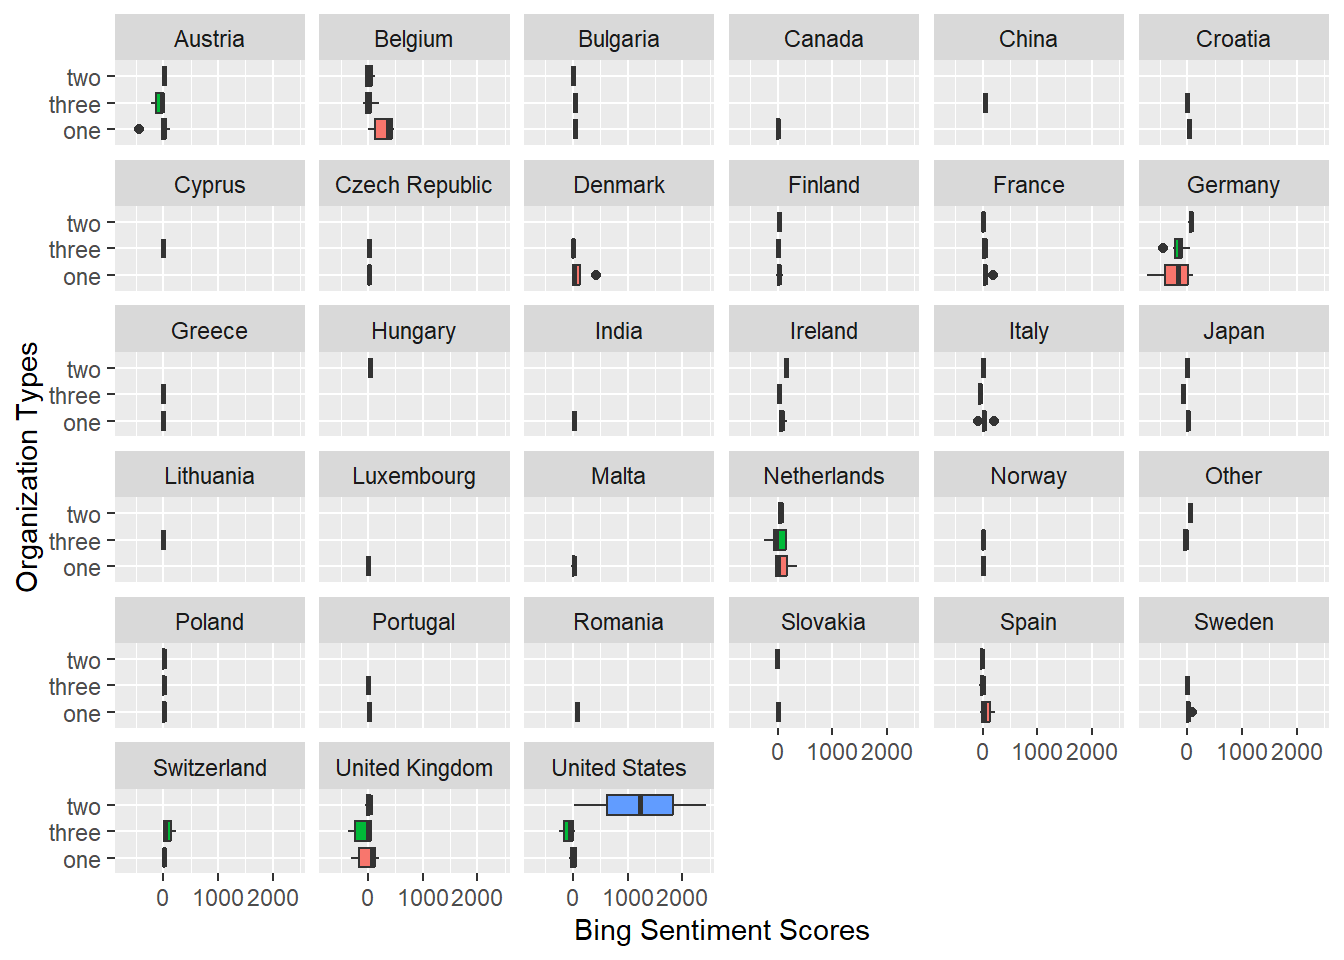 Austria Belgium Bulgaria Canada China Croatia
two
three
one
Cyprus Czech Republic Denmark Finland France Germany
two
three
one
Greece Hungary India Ireland Italy Japan
two
three
one
Lithuania Luxembourg Malta Netherlands Norway Other
two
three
one
Poland Portugal Romania Slovakia Spain Sweden
two
three
one
0 1000 2000 0 1000 2000 0 1000 2000
Switzerland United Kingdom United States
two
three
one
0 1000 2000 0 1000 2000 0 1000 2000
Bing Sentiment Scores
Organization Types